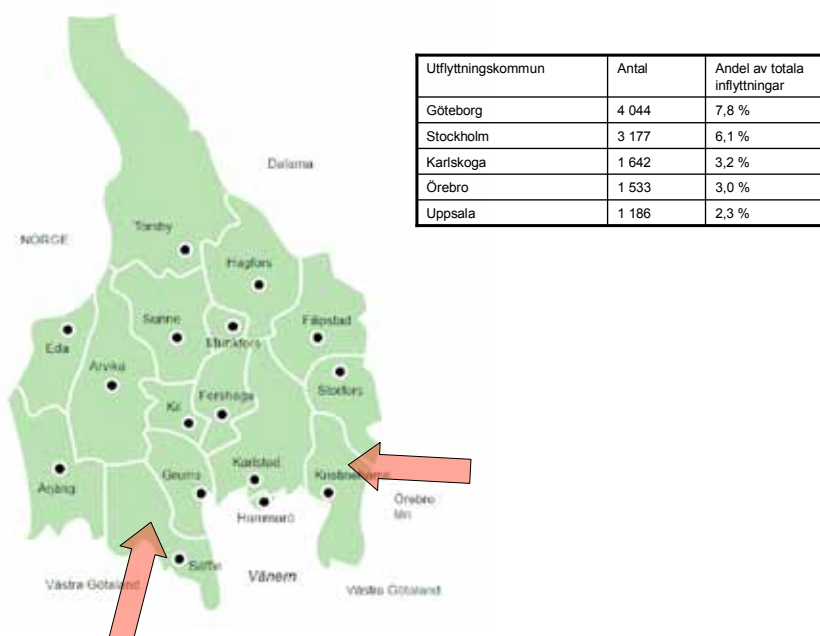 Utflyttningskommun Antal Andel av totala
inflyttningar
Göteborg 4 044 7,8 %
Stockholm 3 177 6,1 %
Karlskoga 1 642 3,2 %
Örebro 1 533 3,0 %
Uppsala 1 186 2,3 %
Dalarna
Torsby
NORGE
Hagfors
Sunne
Filipstad
Munkfors
Eda
Arvika
Storfors
Forshaga
Kil
Karlstad
Grums
Kristinehamn
Årjäng
Örebro
län
Hammarö
Säffle
Vänern
Västra Götaland
Västra Götaland